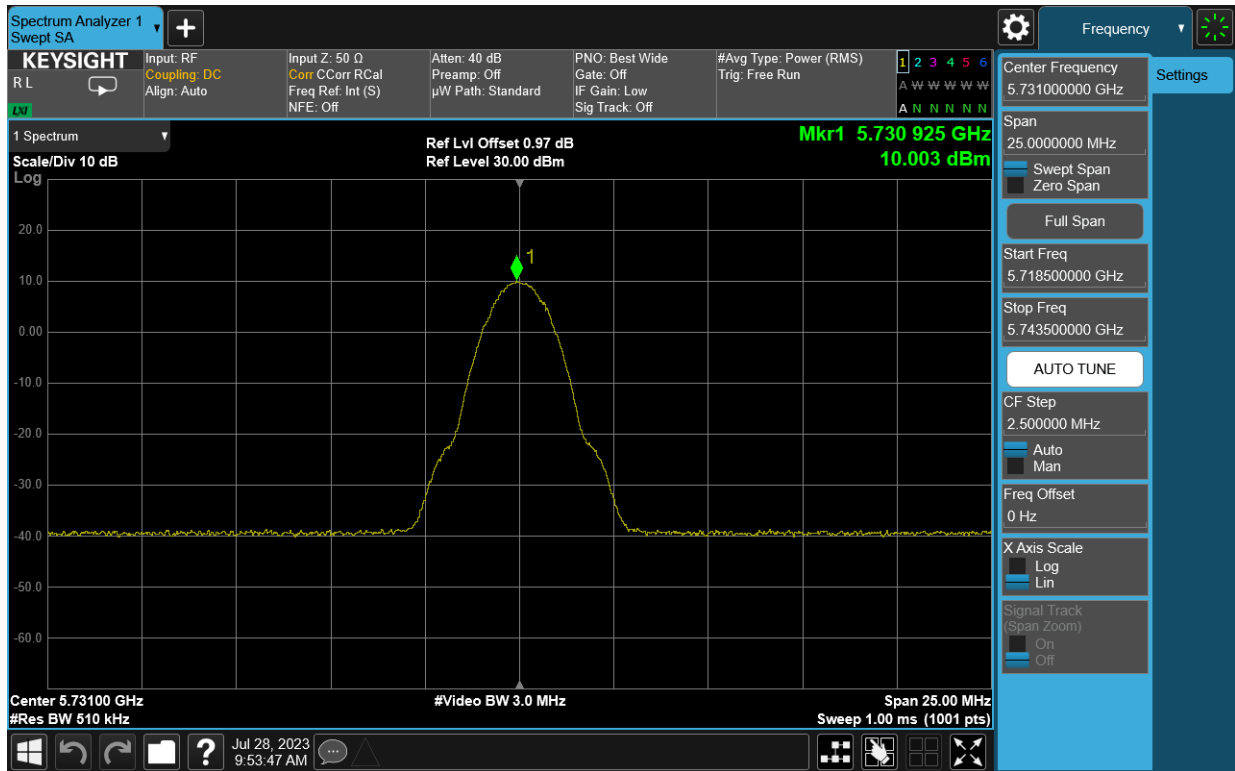 Spectrum Analyzer 1
Swept SA
+
Frequency
KEYSIGHT
R L
LXI
Input: RF
Coupling: DC
Align: Auto
Input Z: 50 Ω
Corr CCorr RCal
Freq Ref: Int (S)
NFE: Off
Atten: 40 dB
Preamp: Off
µW Path: Standard
PNO: Best Wide
Gate: Off
IF Gain: Low
Sig Track: Off
#Avg Type: Power (RMS)
Trig: Free Run
1 2 3 4 5 6
A W W W W W
A N N N N N
1 Spectrum
Scale/Div 10 dB
Log
Ref Lvl Offset 0.97 dB
Ref Level 30.00 dBm
Mkr1 5.730 925 GHz
10.003 dBm
1
20.0
10.0
0.00
-10.0
-20.0
-30.0
-40.0
-50.0
-60.0
Center 5.73100 GHz
#Res BW 510 kHz
#Video BW 3.0 MHz
Span 25.00 MHz
Sweep 1.00 ms (1001 pts)
Center Frequency
5.731000000 GHz
Settings
Span
25.0000000 MHz
Swept Span
Zero Span
Full Span
Start Freq
5.718500000 GHz
Stop Freq
5.743500000 GHz
AUTO TUNE
CF Step
2.500000 MHz
Auto
Man
Freq Offset
0 Hz
X Axis Scale
Log
Lin
Signal Track
(Span Zoom)
On
Off
?
Jul 28, 2023
9:53:47 AM